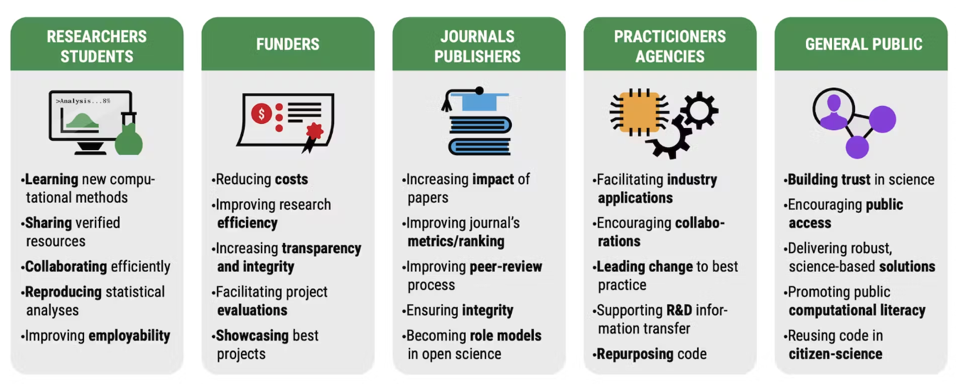 RESEARCHERS
STUDENTS
>Analysis...89
•Learning new compu-
tational methods
•Sharing verified
resources
•Collaborating efficiently
•Reproducing statistical
analyses
•Improving employability
FUNDERS
$
•Reducing costs
•Improving research
efficiency
•Increasing transparency
and integrity
•Facilitating project
evaluations
•Showcasing best
projects
JOURNALS
PUBLISHERS
•Increasing impact of
papers
•Improving journal's
metrics/ranking
•Improving peer-review
process
•Ensuring integrity
•Becoming role models
in open science
PRACTICIONERS
AGENCIES
•Facilitating industry
applications
•Encouraging collabo-
rations
•Leading change to best
practice
•Supporting R&D infor-
mation transfer
•Repurposing code
GENERAL PUBLIC
•Building trust in science
•Encouraging public
access
•Delivering robust,
science-based solutions
•Promoting public
computational literacy
•Reusing code in
citizen-science